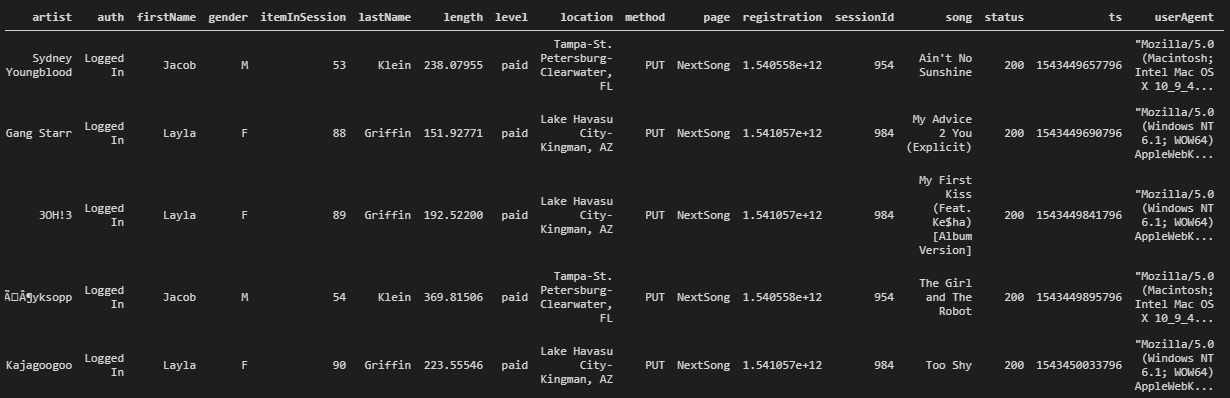 artist auth firstName gender itemInSession lastName length level location method page registration sessionId song status ts userAgent
Sydney Youngblood Logged In Jacob M 53 Klein 238.07955 paid Tampa-St. Petersburg-Clearwater, FL PUT NextSong 1.540558e+12 954 Ain't No Sunshine 200 1543449657796 "Mozilla/5.0 (Macintosh; Intel Mac OS X 10_9_4...
Gang Starr Logged In Layla F 88 Griffin 151.92771 paid Lake Havasu City-Kingman, AZ PUT NextSong 1.541057e+12 984 My Advice 2 You (Explicit) 200 1543449690796 "Mozilla/5.0 (Windows NT 6.1; WOW64) AppleWebK...
3OH!3 Logged In Layla F 89 Griffin 192.52200 paid Lake Havasu City-Kingman, AZ PUT NextSong 1.541057e+12 984 My First Kiss (Feat. Ke$ha) [Album Version] 200 1543449841796 "Mozilla/5.0 (Windows NT 6.1; WOW64) AppleWebK...
Ã□Â¶yksopp Logged In Jacob M 54 Klein 369.81506 paid Tampa-St. Petersburg-Clearwater, FL PUT NextSong 1.540558e+12 954 The Girl and The Robot 200 1543449895796 "Mozilla/5.0 (Macintosh; Intel Mac OS X 10_9_4...
Kajagoogoo Logged In Layla F 90 Griffin 223.55546 paid Lake Havasu City-Kingman, AZ PUT NextSong 1.541057e+12 984 Too Shy 200 1543450033796 "Mozilla/5.0 (Windows NT 6.1; WOW64) AppleWebK...